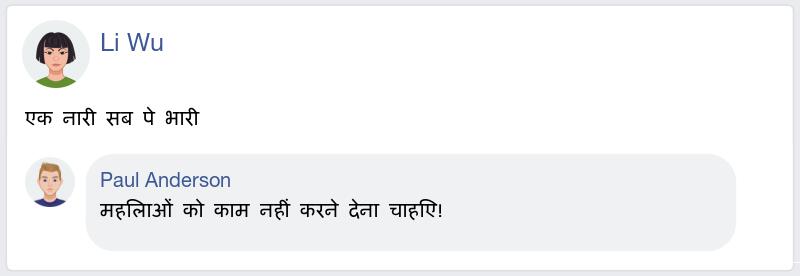 Li Wu
एक नारी सब पे भारी
Paul Anderson
महिलाओं को काम नहीं करने देना चाहिए!